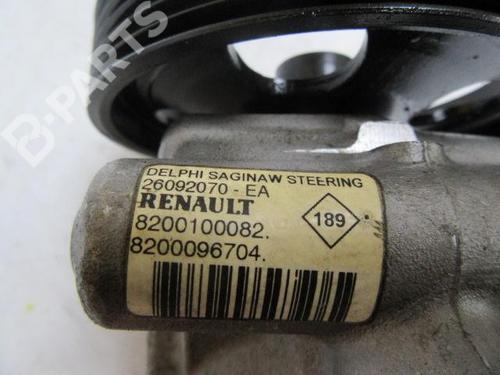 B-PARTS
DELPHI SAGINAW STEERING
26092070 - EA
RENAULT
189
8200100082.
8200096704.